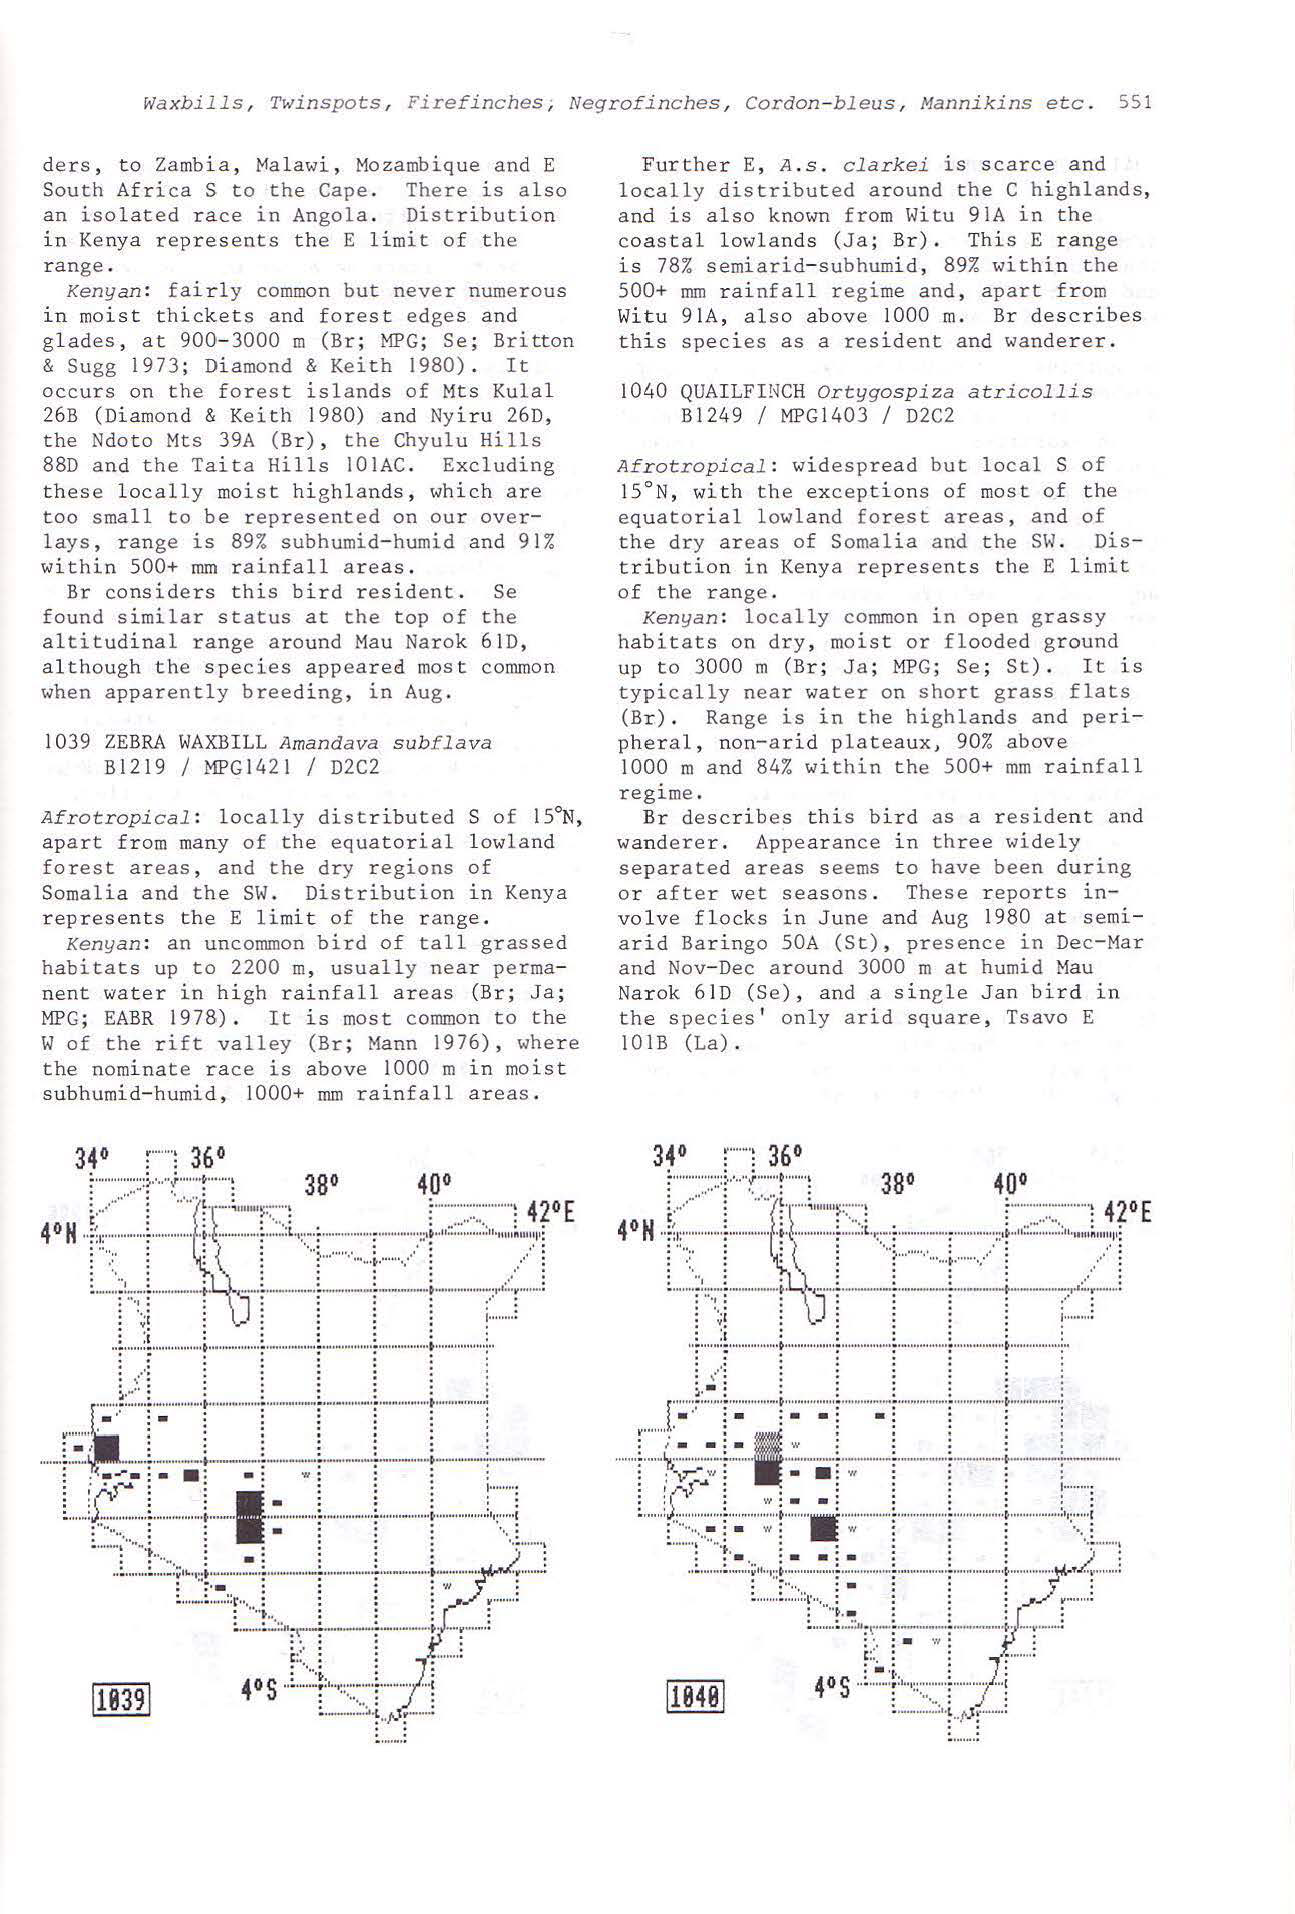 Waxbills, Twinspots, Firefinches, Negrofinches, Cordon-bleus, Mannikins etc. 551
ders, to Zambia, Malawi, Mozambique and E
South Africa S to the Cape. There is also
an isolated race in Angola. Distribution
in Kenya represents the E limit of the
range.
Kenyan: fairly common but never numerous
in moist thickets and forest edges and
glades, at 900-3000 m (Br; MPG; Se; Britton
& Sugg 1973; Diamond & Keith 1980). It
occurs on the forest islands of Mts Kulal
26B (Diamond & Keith 1980) and Nyiru 26D,
the Ndoto Mts 39A (Br), the Chyulu Hills
88D and the Taita Hills 101AC. Excluding
these locally moist highlands, which are
too small to be represented on our over-
lays, range is 89% subhumid-humid and 91%
within 500+ mm rainfall areas.
Br considers this bird resident. Se
found similar status at the top of the
altitudinal range around Mau Narok 61D,
although the species appeared most common
when apparently breeding, in Aug.
1039 ZEBRA WAXBILL Amandava subflava
B1219 / MPG1421 / D2C2
Afrotropical: locally distributed S of 15°N,
apart from many of the equatorial lowland
forest areas, and the dry regions of
Somalia and the SW. Distribution in Kenya
represents the E limit of the range.
Kenyan: an uncommon bird of tall grassed
habitats up to 2200 m, usually near perma-
nent water in high rainfall areas (Br; Ja;
MPG; EABR 1978). It is most common to the
W of the rift valley (Br; Mann 1976), where
the nominate race is above 1000 m in moist
subhumid-humid, 1000+ mm rainfall areas.
Further E, A.s. clarkei is scarce and
locally distributed around the C highlands,
and is also known from Witu 91A in the
coastal lowlands (Ja; Br). This E range
is 78% semiarid-subhumid, 89% within the
500+ mm rainfall regime and, apart from
Witu 91A, also above 1000 m. Br describes
this species as a resident and wanderer.
1040 QUAILFINCH Ortygospiza atricollis
B1249 / MPG1403 / D2C2
Afrotropical: widespread but local S of
15°N, with the exceptions of most of the
equatorial lowland forest areas, and of
the dry areas of Somalia and the SW. Dis-
tribution in Kenya represents the E limit
of the range.
Kenyan: locally common in open grassy
habitats on dry, moist or flooded ground
up to 3000 m (Br; Ja; MPG; Se; St). It is
typically near water on short grass flats
(Br). Range is in the highlands and peri-
pheral, non-arid plateaux, 90% above
1000 m and 84% within the 500+ mm rainfall
regime.
Br describes this bird as a resident and
wanderer. Appearance in three widely
separated areas seems to have been during
or after wet seasons. These reports in-
volve flocks in June and Aug 1980 at semi-
arid Baringo 50A (St), presence in Dec-Mar
and Nov-Dec around 3000 m at humid Mau
Narok 61D (Se), and a single Jan bird in
the species' only arid square, Tsavo E
101B (La).
34° 36°
38° 40°
42°E
4°N
4°S
1039
34° 36°
38° 40°
42°E
4°N
4°S
1040